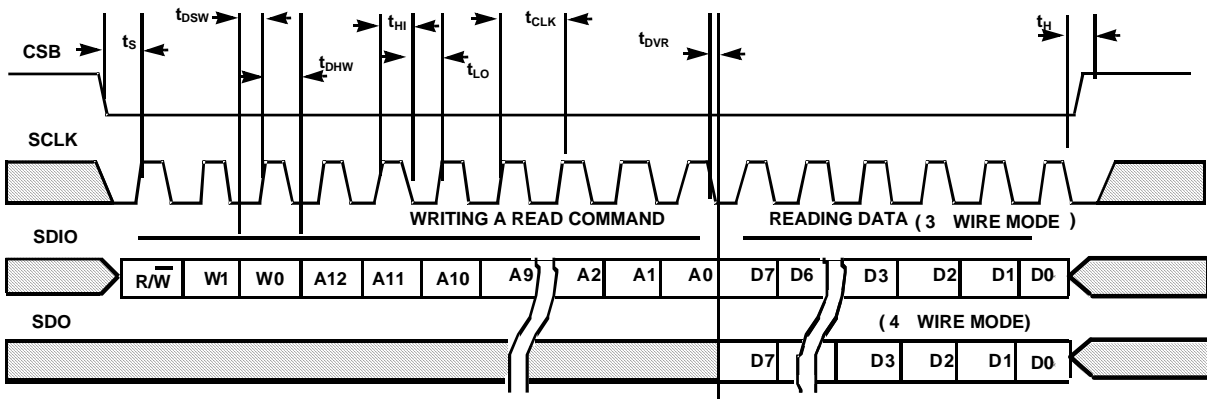 tDSW tHI tCLK tH
CSB tS tDVR
tDHW tLO
SCLK
WRITING A READ COMMAND READING DATA ( 3 WIRE MODE )
SDIO
R/W̅ W1 W0 A12 A11 A10 A9 A2 A1 A0 D7 D6 D3 D2 D1 D0
SDO ( 4 WIRE MODE)
D7 D3 D2 D1 D0